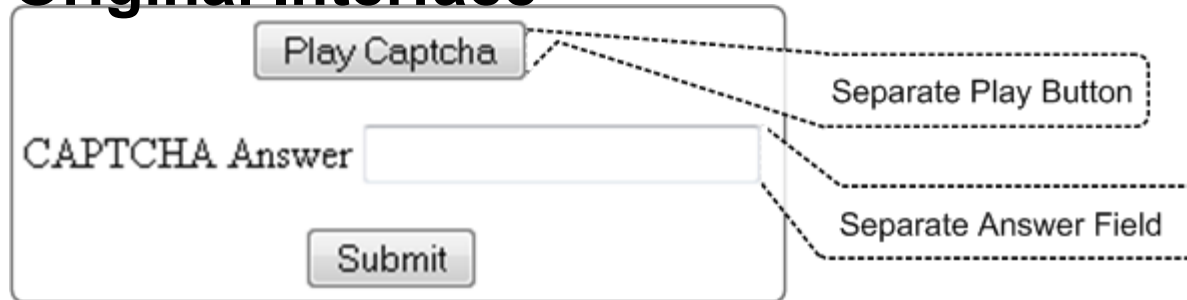 Original Interface
Play Captcha
Separate Play Button
CAPTCHA Answer
Separate Answer Field
Submit